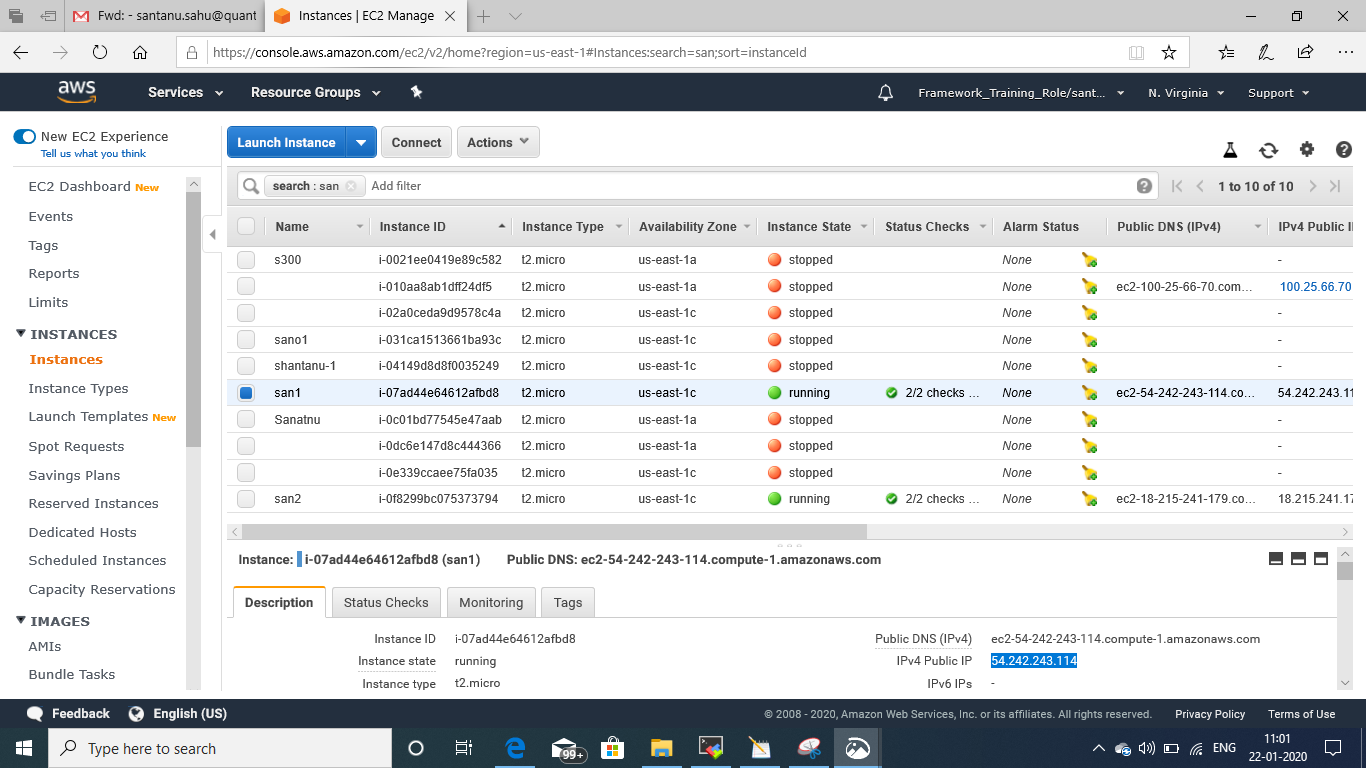 Fwd: - santanu.sahu@quant
Instances | EC2 Manage
https://console.aws.amazon.com/ec2/v2/home?region=us-east-1#Instances:search=san;sort=instanceId
aws Services Resource Groups Framework_Training_Role/sant... N. Virginia Support
New EC2 Experience
Tell us what you think
EC2 Dashboard New
Events
Tags
Reports
Limits
INSTANCES
Instances
Instance Types
Launch Templates New
Spot Requests
Savings Plans
Reserved Instances
Dedicated Hosts
Scheduled Instances
Capacity Reservations
IMAGES
AMIs
Bundle Tasks
Launch Instance Connect Actions
search : san Add filter 1 to 10 of 10
Name Instance ID Instance Type Availability Zone Instance State Status Checks Alarm Status Public DNS (IPv4) IPv4 Public I
s300 i-0021ee0419e89c582 t2.micro us-east-1a stopped None -
i-010aa8ab1dff24df5 t2.micro us-east-1a stopped None ec2-100-25-66-70.com... 100.25.66.70
i-02a0ceda9d9578c4a t2.micro us-east-1c stopped None -
sano1 i-031ca1513661ba93c t2.micro us-east-1c stopped None -
shantanu-1 i-04149d8d8f0035249 t2.micro us-east-1c stopped None -
san1 i-07ad44e64612afbd8 t2.micro us-east-1c running 2/2 checks ... None ec2-54-242-243-114.co... 54.242.243.11
Sanatnu i-0c01bd77545e47aab t2.micro us-east-1a stopped None -
i-0dc6e147d8c444366 t2.micro us-east-1a stopped None -
i-0e339ccaee75fa035 t2.micro us-east-1c stopped None -
san2 i-0f8299bc075373794 t2.micro us-east-1c running 2/2 checks ... None ec2-18-215-241-179.co... 18.215.241.17
Instance: i-07ad44e64612afbd8 (san1) Public DNS: ec2-54-242-243-114.compute-1.amazonaws.com
Description Status Checks Monitoring Tags
Instance ID i-07ad44e64612afbd8 Public DNS (IPv4) ec2-54-242-243-114.compute-1.amazonaws.com
Instance state running IPv4 Public IP 54.242.243.114
Instance type t2.micro IPv6 IPs -
Feedback English (US) © 2008 - 2020, Amazon Web Services, Inc. or its affiliates. All rights reserved. Privacy Policy Terms of Use
Type here to search 99+ ENG 11:01
22-01-2020